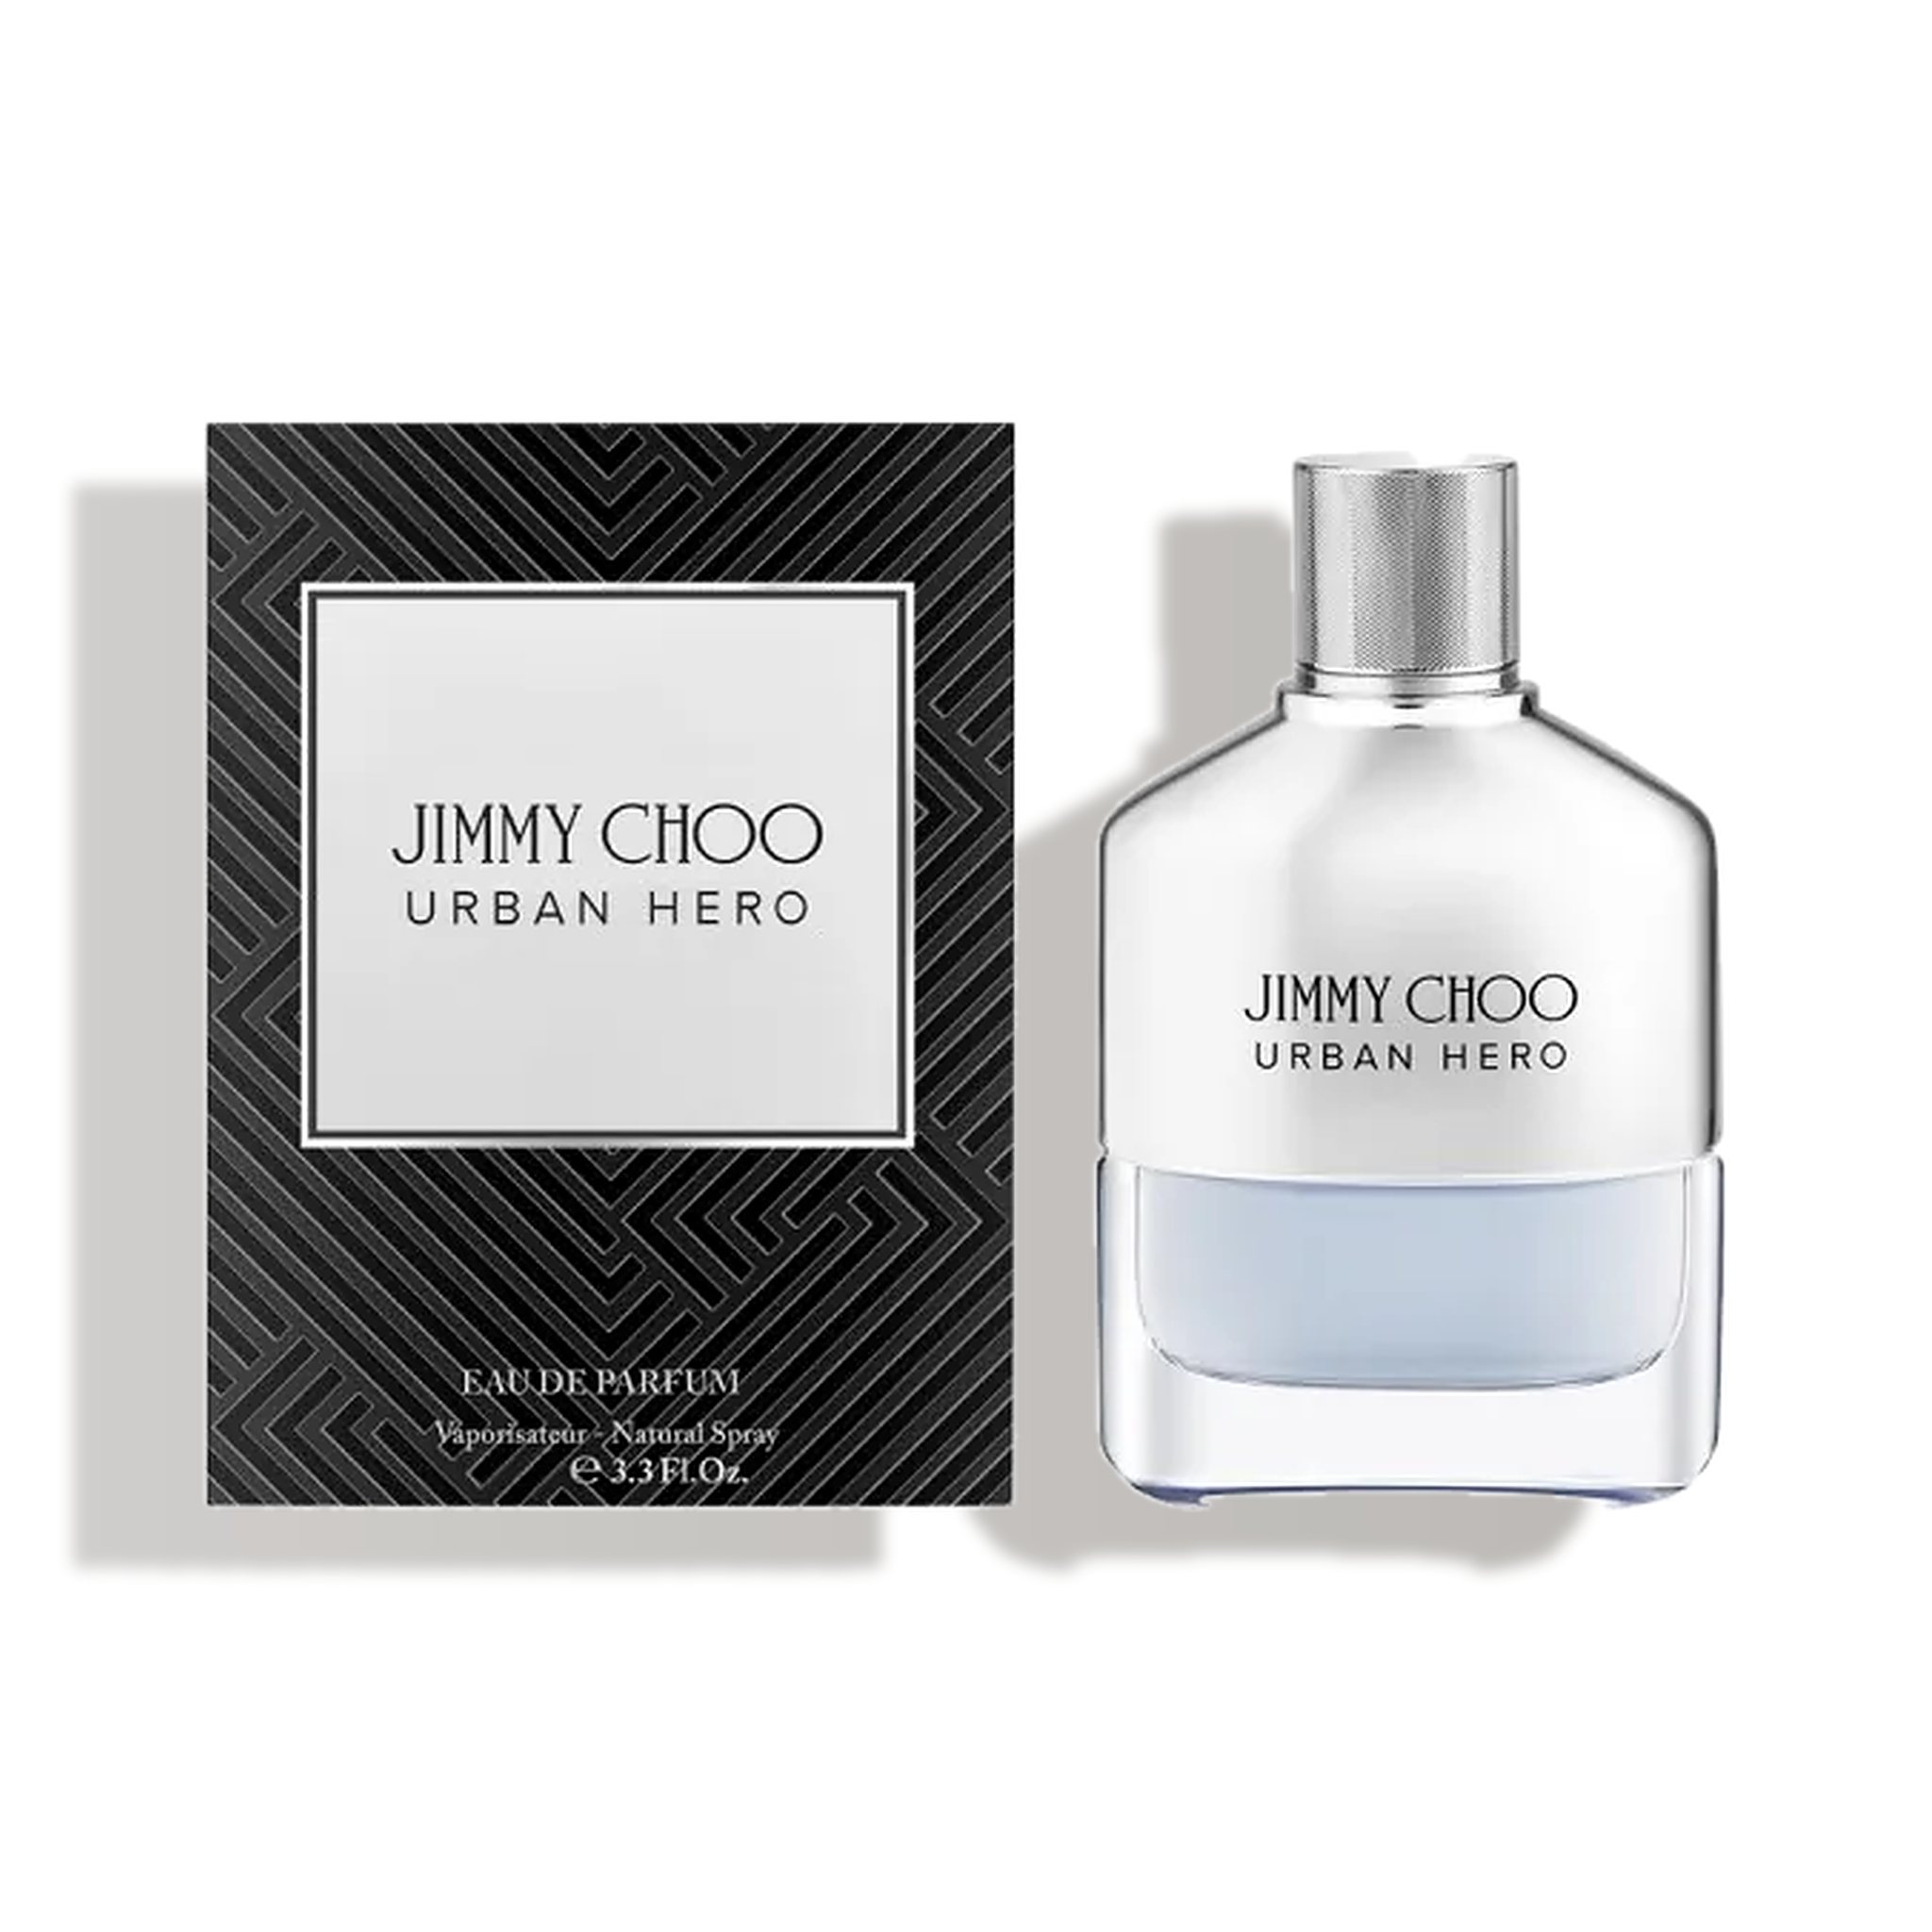 JIMMY CHOO
URBAN HERO
EAU DE PARFUM
Vaporisateur - Natural Spray
℮ 3.3 Fl.Oz.
JIMMY CHOO
URBAN HERO